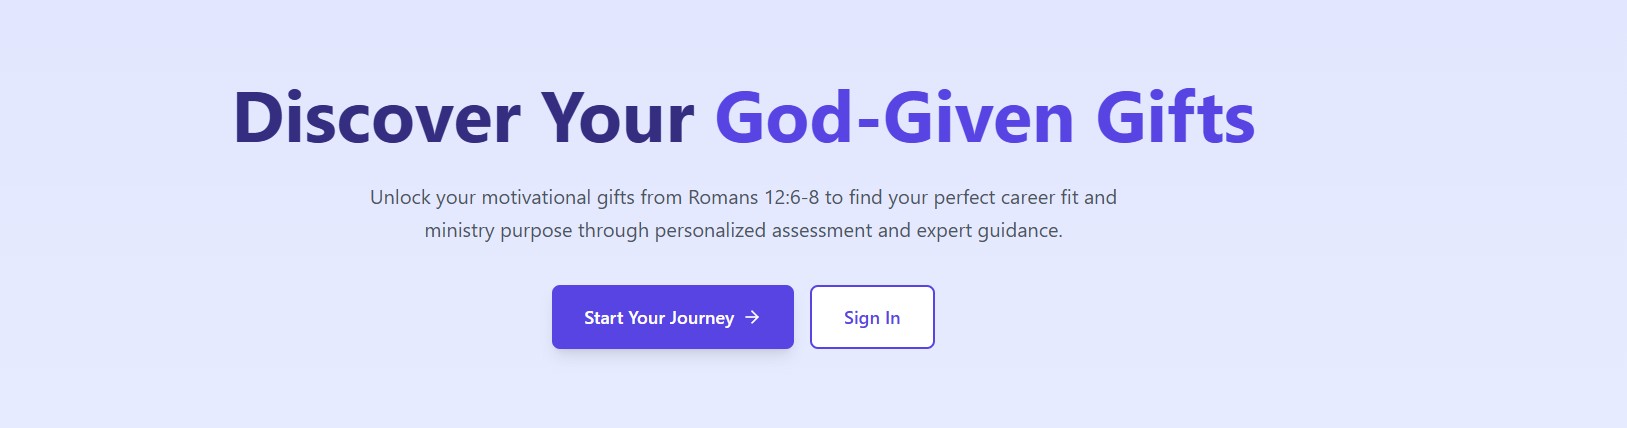 Discover Your God-Given Gifts
Unlock your motivational gifts from Romans 12:6-8 to find your perfect career fit and
ministry purpose through personalized assessment and expert guidance.
Start Your Journey →
Sign In